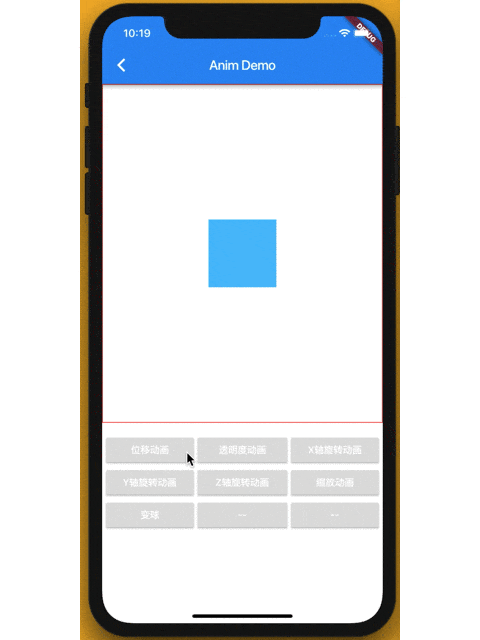 10:19
DEBUG
Anim Demo
位移动画
透明度动画
X轴旋转动画
Y轴旋转动画
Z轴旋转动画
缩放动画
变球
--
--